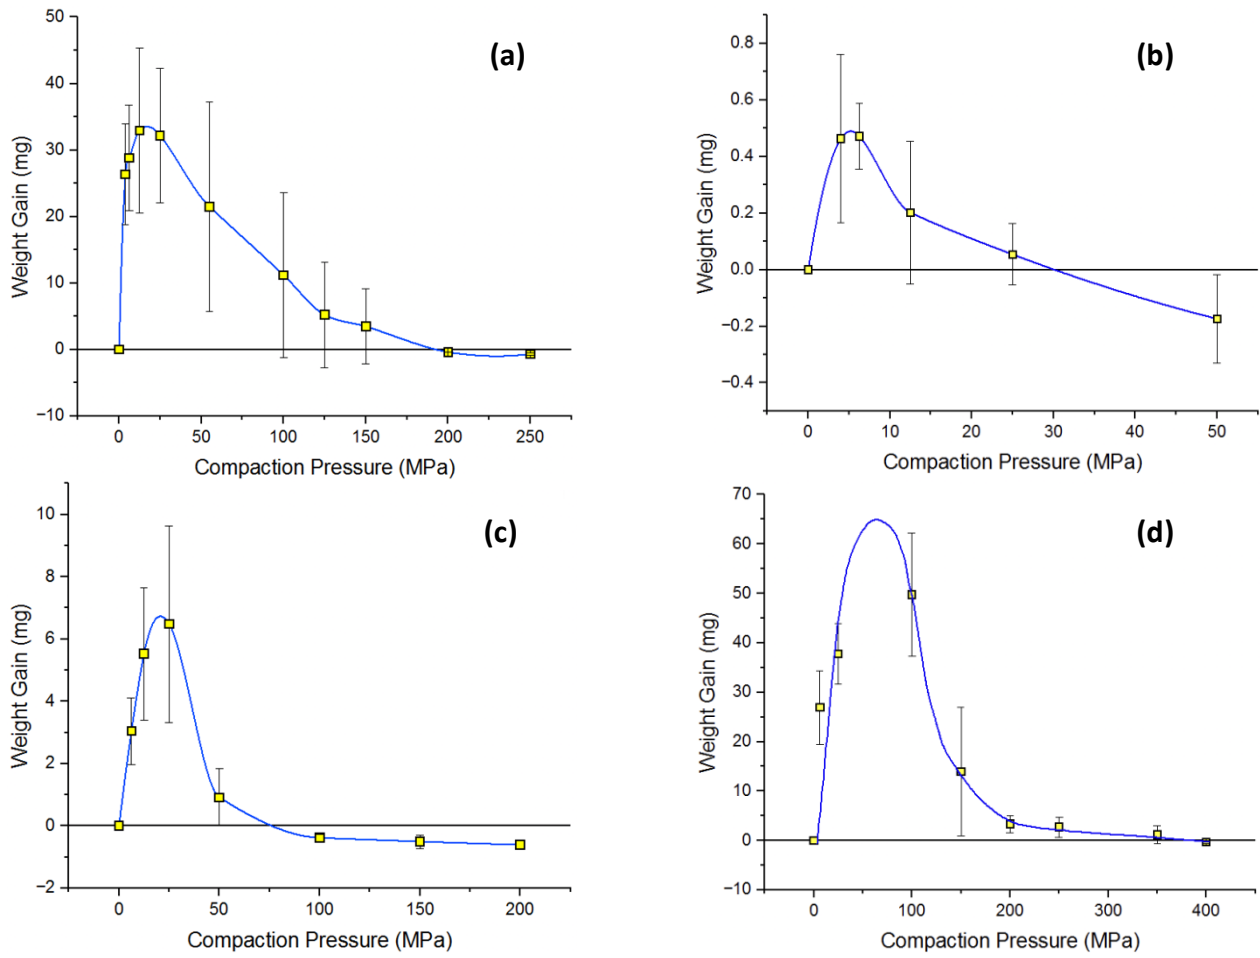 (a)
Weight Gain (mg)
50
40
30
20
10
0
−10
0 50 100 150 200 250
Compaction Pressure (MPa)
(b)
Weight Gain (mg)
0.8
0.6
0.4
0.2
0.0
−0.2
−0.4
0 10 20 30 40 50
Compaction Pressure (MPa)
(c)
Weight Gain (mg)
10
8
6
4
2
0
−2
0 50 100 150 200
Compaction Pressure (MPa)
(d)
Weight Gain (mg)
70
60
50
40
30
20
10
0
−10
0 100 200 300 400
Compaction Pressure (MPa)